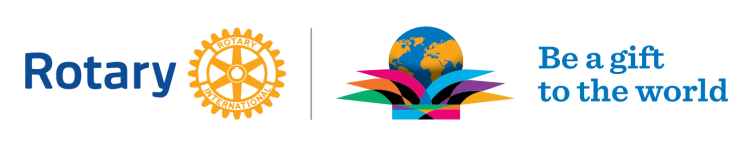 Rotary
ROTARY
INTERNATIONAL
Be a gift
to the world